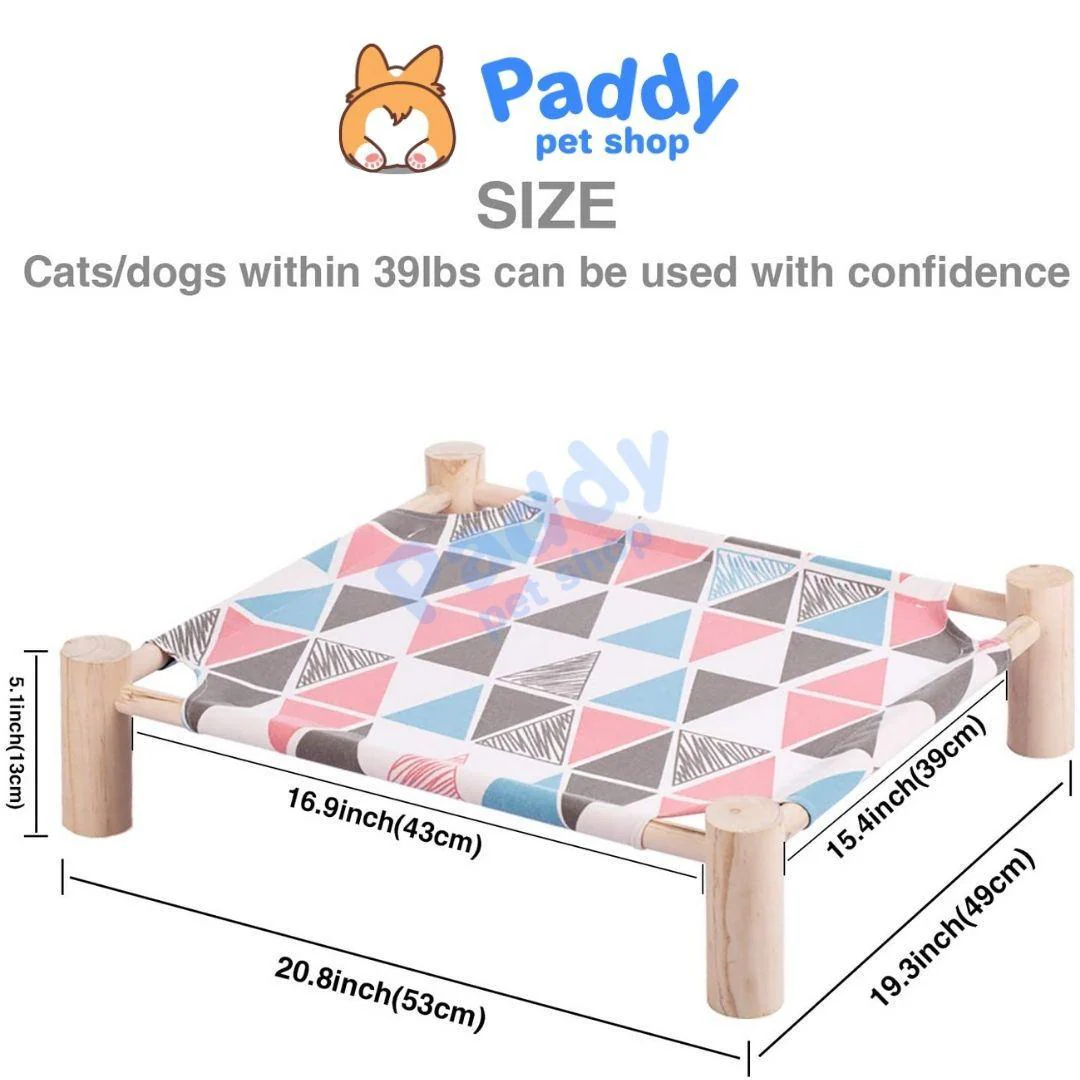 Paddy
pet shop
SIZE
Cats/dogs within 39lbs can be used with confidence
Paddy
pet shop
5.1inch(13cm)
16.9inch(43cm)
15.4inch(39cm)
20.8inch(53cm)
19.3inch(49cm)